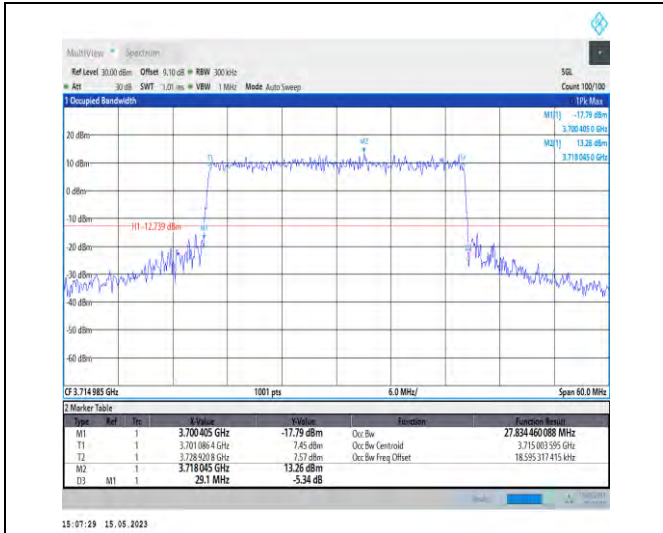 MultiView Spectrum
Ref Level 30.00 dBm Offset 9.10 dB RBW 300 kHz SGL
Att 30 dB SWT 1.01 ms VBW 1 MHz Mode Auto Sweep Count 100/100
1 Occupied Bandwidth 1Pk Max
M1[1] -17.79 dBm
3.700 405 0 GHz
M2[1] 13.26 dBm
3.718 045 0 GHz
M2
20 dBm
T1
10 dBm
0 dBm
-10 dBm
H1 -12.739 dBm
M1
-20 dBm
-30 dBm
-40 dBm
-50 dBm
-60 dBm
CF 3.714 985 GHz 1001 pts 6.0 MHz/ Span 60.0 MHz
2 Marker Table
Type Ref Trc X-Value Y-Value Function Function Result
M1 1 3.700 405 GHz -17.79 dBm Occ Bw 27.834 460 088 MHz
T1 1 3.701 086 4 GHz 7.45 dBm Occ Bw Centroid 3.715 003 595 GHz
T2 1 3.728 920 8 GHz 7.57 dBm Occ Bw Freq Offset 18.595 317 415 kHz
M2 1 3.718 045 GHz 13.26 dBm
D3 M1 1 29.1 MHz -5.34 dB
15:07:29 15.05.2023